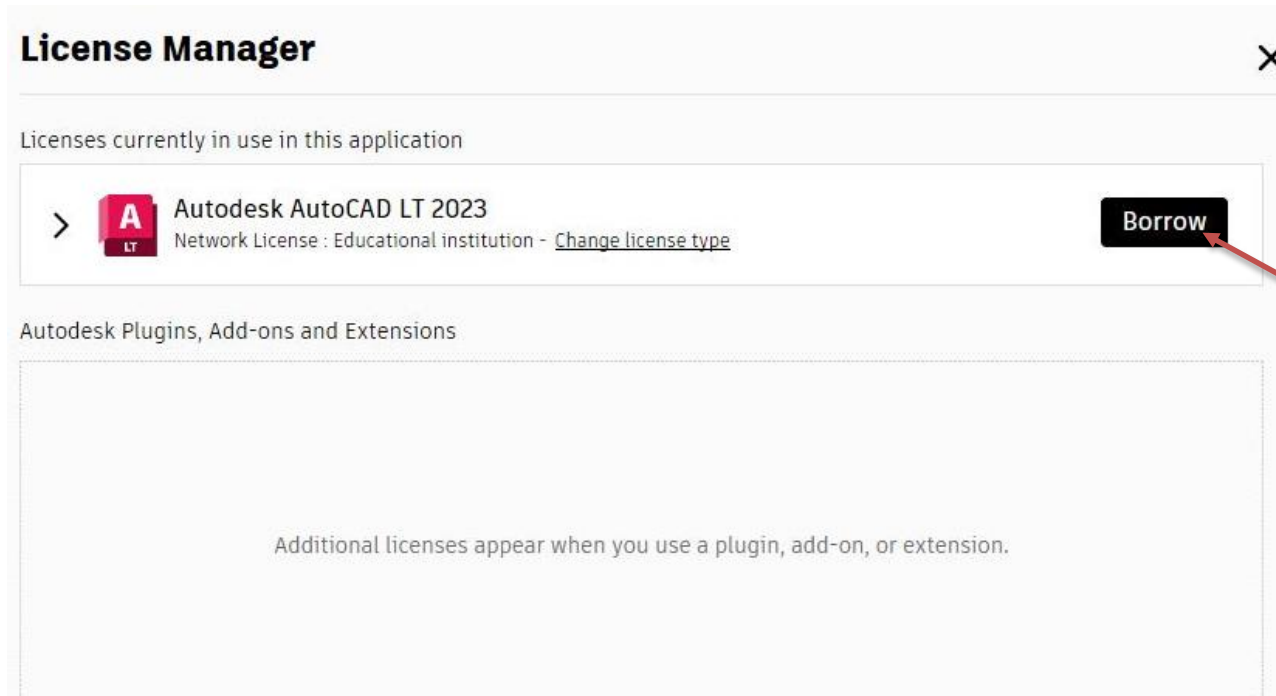 License Manager
Licenses currently in use in this application
A
LT
Autodesk AutoCAD LT 2023
Network License : Educational institution - Change license type
Borrow
Autodesk Plugins, Add-ons and Extensions
Additional licenses appear when you use a plugin, add-on, or extension.